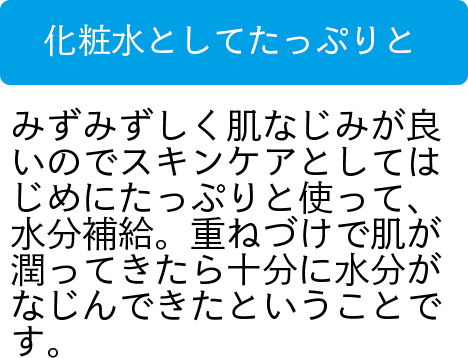 化粧水としてたっぷりと
みずみずしく肌なじみが良
いのでスキンケアとしては
じめにたっぷりと使って、
水分補給。重ねづけで肌が
潤ってきたら十分に水分が
なじんできたということで
す。